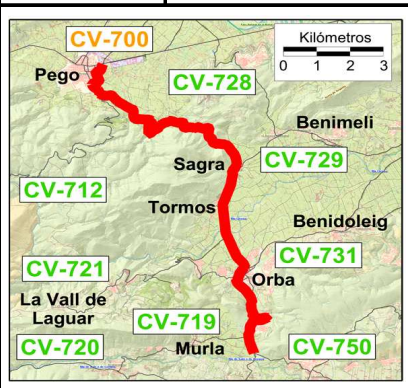 CV-700
Kilómetros
0 1 2 3
Pego
CV-728
Benimeli
Sagra
CV-729
CV-712
Tormos
Benidoleig
CV-721
CV-731
Orba
La Vall de
Laguar
CV-719
CV-720
Murla
CV-750